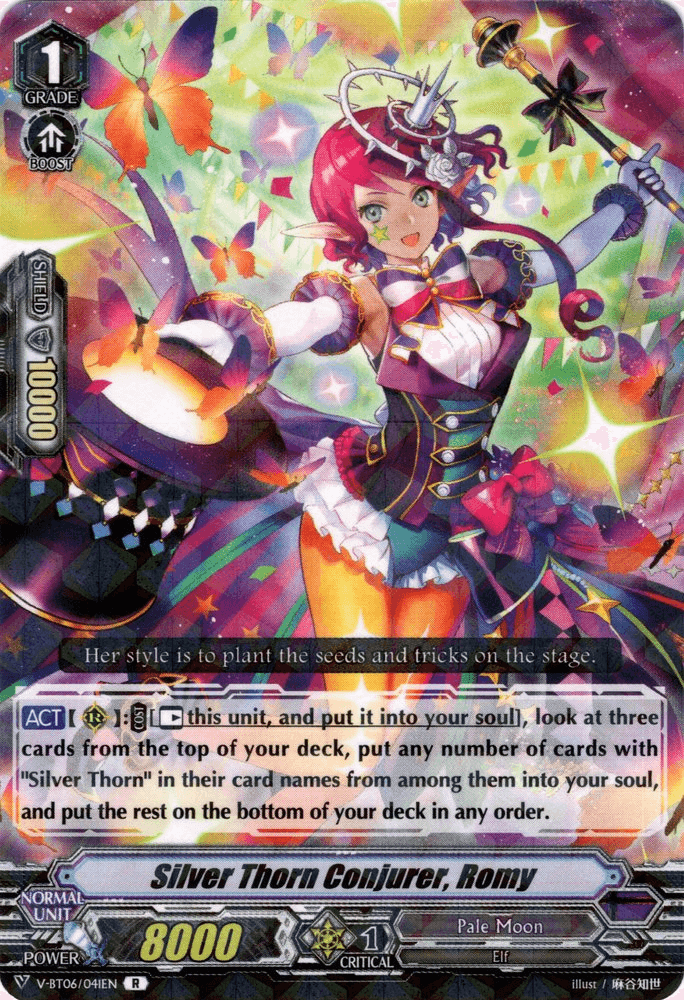 1
GRADE
BOOST
SHIELD
10000
Her style is to plant the seeds and tricks on the stage.
ACT【R】:COST[this unit, and put it into your soul], look at three
cards from the top of your deck, put any number of cards with
"Silver Thorn" in their card names from among them into your soul,
and put the rest on the bottom of your deck in any order.
Silver Thorn Conjurer, Romy
NORMAL
UNIT
POWER
8000
1
CRITICAL
Pale Moon
Elf
V-BT06/041EN R
illust / 麻谷知世